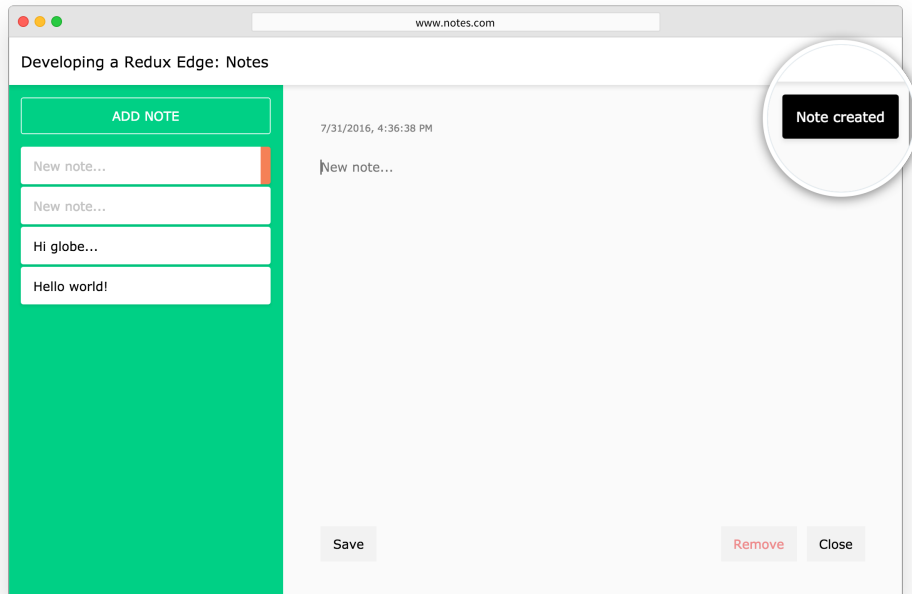 www.notes.com
Developing a Redux Edge: Notes
ADD NOTE
New note...
New note...
Hi globe...
Hello world!
7/31/2016, 4:36:38 PM
New note...
Note created
Save
Remove
Close